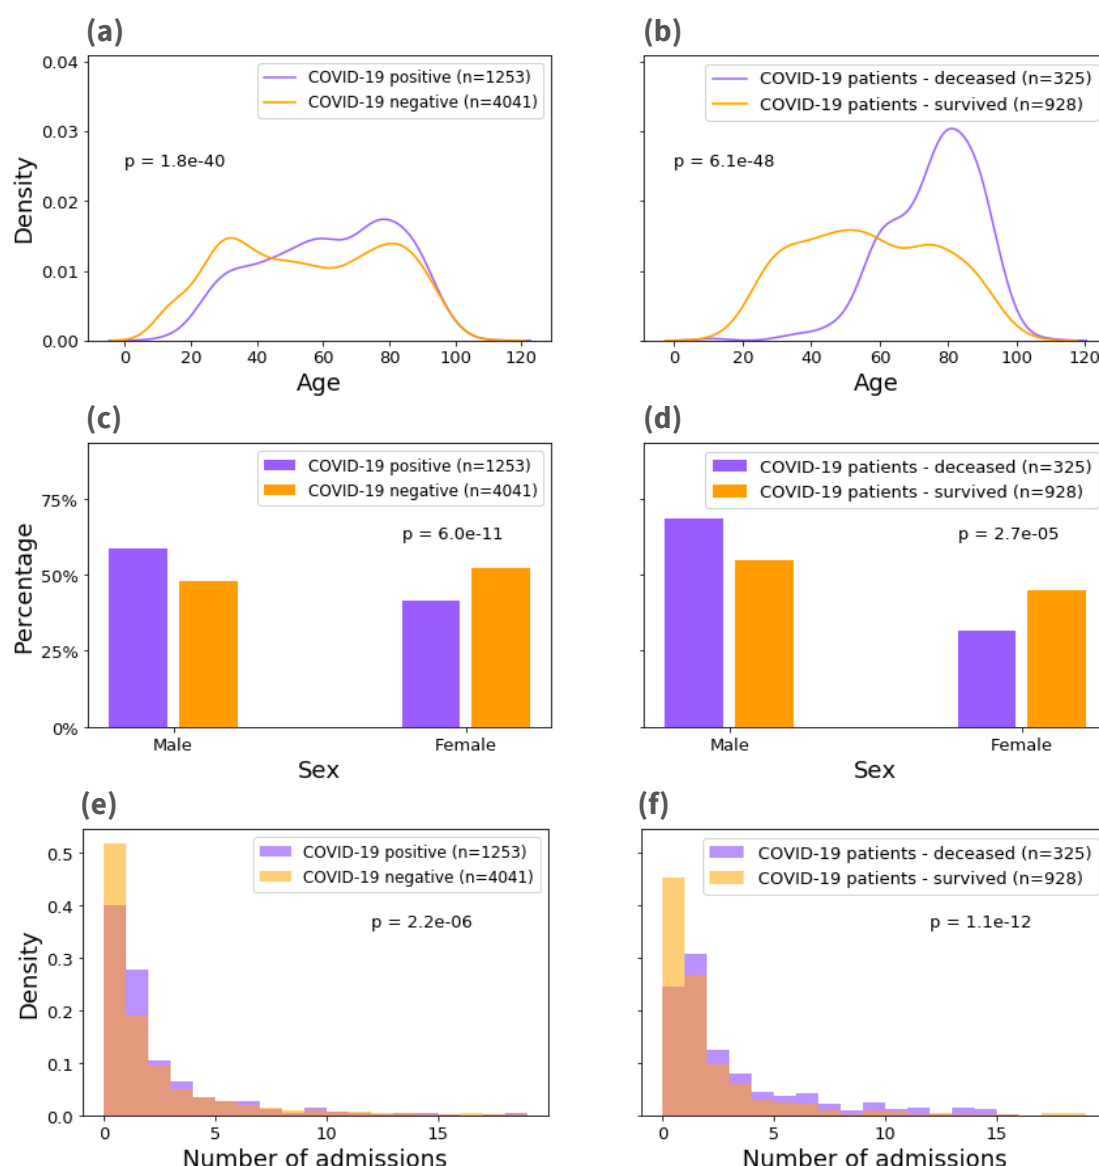 (a)
(b)
0.04
0.03
0.02
0.01
0.00
Density
COVID-19 positive (n=1253)
COVID-19 negative (n=4041)
p = 1.8e-40
0 20 40 60 80 100 120
Age
COVID-19 patients - deceased (n=325)
COVID-19 patients - survived (n=928)
p = 6.1e-48
0 20 40 60 80 100 120
Age
(c)
(d)
75%
50%
25%
0%
Percentage
COVID-19 positive (n=1253)
COVID-19 negative (n=4041)
p = 6.0e-11
Male Female
Sex
COVID-19 patients - deceased (n=325)
COVID-19 patients - survived (n=928)
p = 2.7e-05
Male Female
Sex
(e)
(f)
0.5
0.4
0.3
0.2
0.1
0.0
Density
COVID-19 positive (n=1253)
COVID-19 negative (n=4041)
p = 2.2e-06
0 5 10 15
Number of admissions
COVID-19 patients - deceased (n=325)
COVID-19 patients - survived (n=928)
p = 1.1e-12
0 5 10 15
Number of admissions